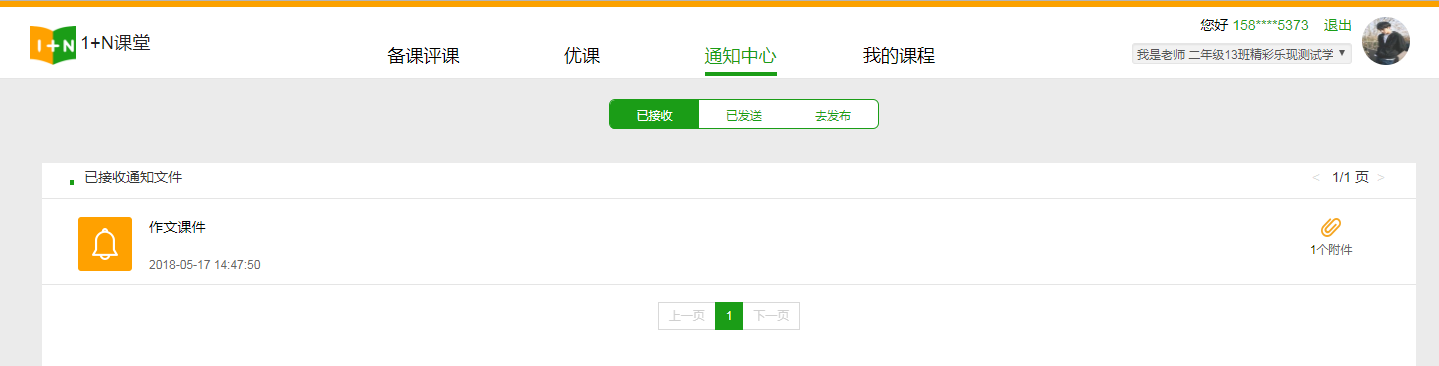 1+N
1+N课堂
备课评课
优课
通知中心
我的课程
您好 158****5373 退出
我是老师 二年级13班精彩乐现测试学
已接收
已发送
去发布
已接收通知文件
< 1/1 页 >
作文课件
2018-05-17 14:47:50
1个附件
上一页 1 下一页